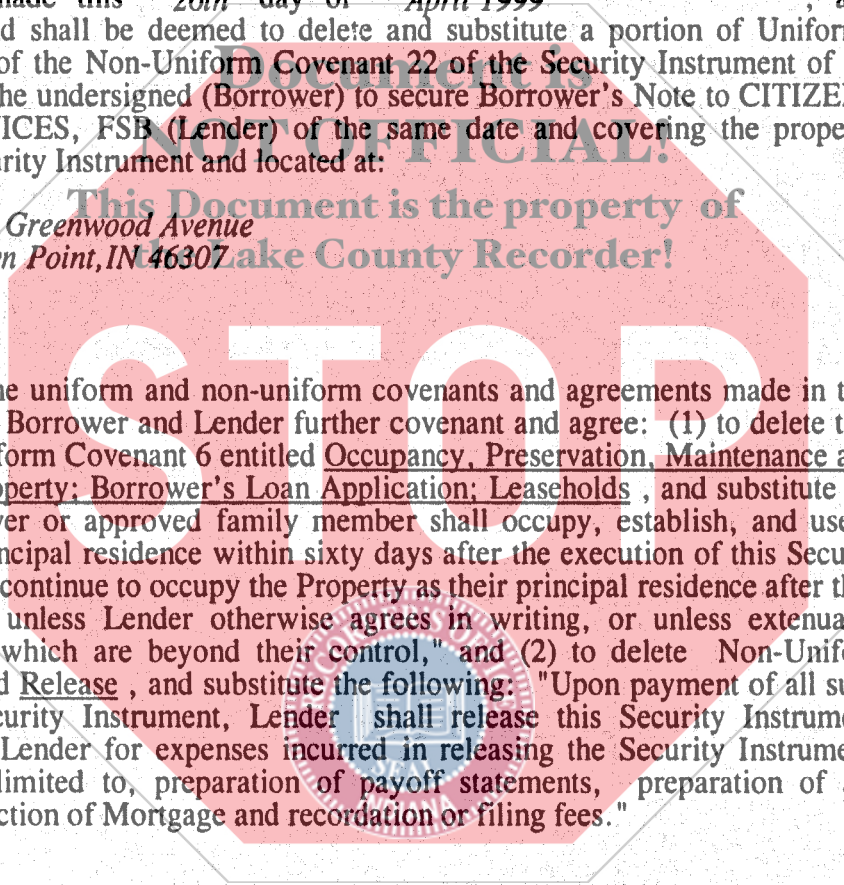 made this 20th day of April 1999 , a
d shall be deemed to delete and substitute a portion of Uniform
of the Non-Uniform Covenant 22 of the Security Instrument of
he undersigned (Borrower) to secure Borrower's Note to CITIZE
ICES, FSB (Lender) of the same date and covering the prope
rity Instrument and located at:
Document is
NOT OFFICIAL!
This Document is the property of
the Lake County Recorder!
Greenwood Avenue
n Point, IN 46307
STOP
he uniform and non-uniform covenants and agreements made in t
Borrower and Lender further covenant and agree: (1) to delete t
form Covenant 6 entitled Occupancy, Preservation, Maintenance a
perty; Borrower's Loan Application; Leaseholds , and substitute
er or approved family member shall occupy, establish, and use
ncipal residence within sixty days after the execution of this Secu
continue to occupy the Property as their principal residence after th
unless Lender otherwise agrees in writing, or unless extenua
which are beyond their control," and (2) to delete Non-Unifo
d Release , and substitute the following: "Upon payment of all su
curity Instrument, Lender shall release this Security Instrume
Lender for expenses incurred in releasing the Security Instrume
limited to, preparation of payoff statements, preparation of a
ction of Mortgage and recordation or filing fees."
SEAL
INDIANA